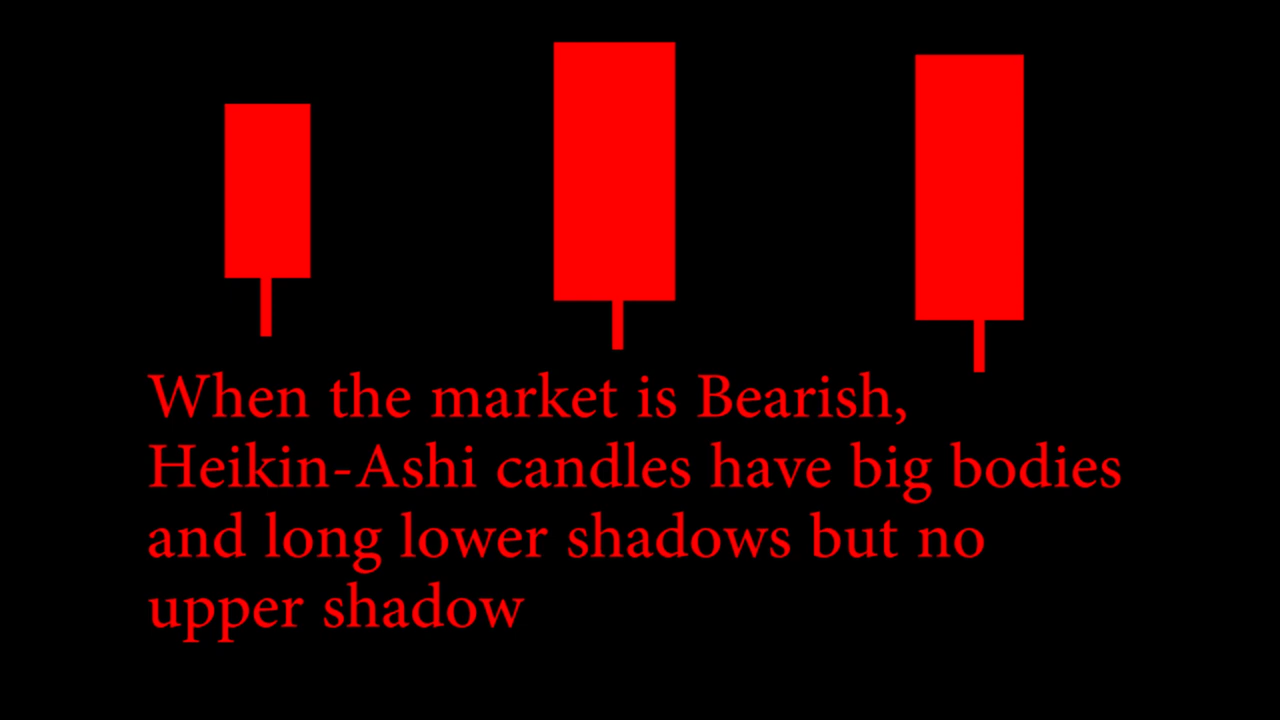 When the market is Bearish,
Heikin-Ashi candles have big bodies
and long lower shadows but no
upper shadow